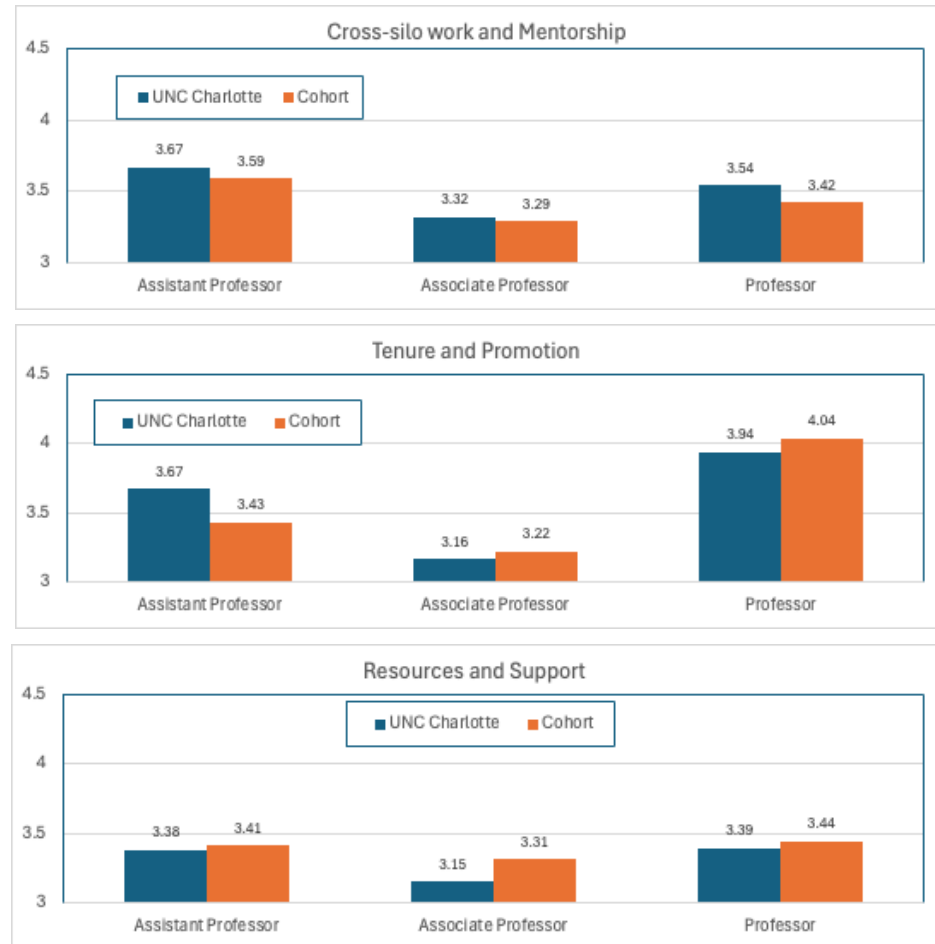 Cross-silo work and Mentorship
4.5
UNC Charlotte Cohort
4
3.67 3.59 3.54 3.42
3.5
3.32 3.29
3
Assistant Professor Associate Professor Professor
Tenure and Promotion
4.5
UNC Charlotte Cohort
4
3.94 4.04
3.67 3.43
3.5
3.16 3.22
3
Assistant Professor Associate Professor Professor
Resources and Support
4.5
UNC Charlotte Cohort
4
3.5
3.38 3.41 3.15 3.31 3.39 3.44
3
Assistant Professor Associate Professor Professor